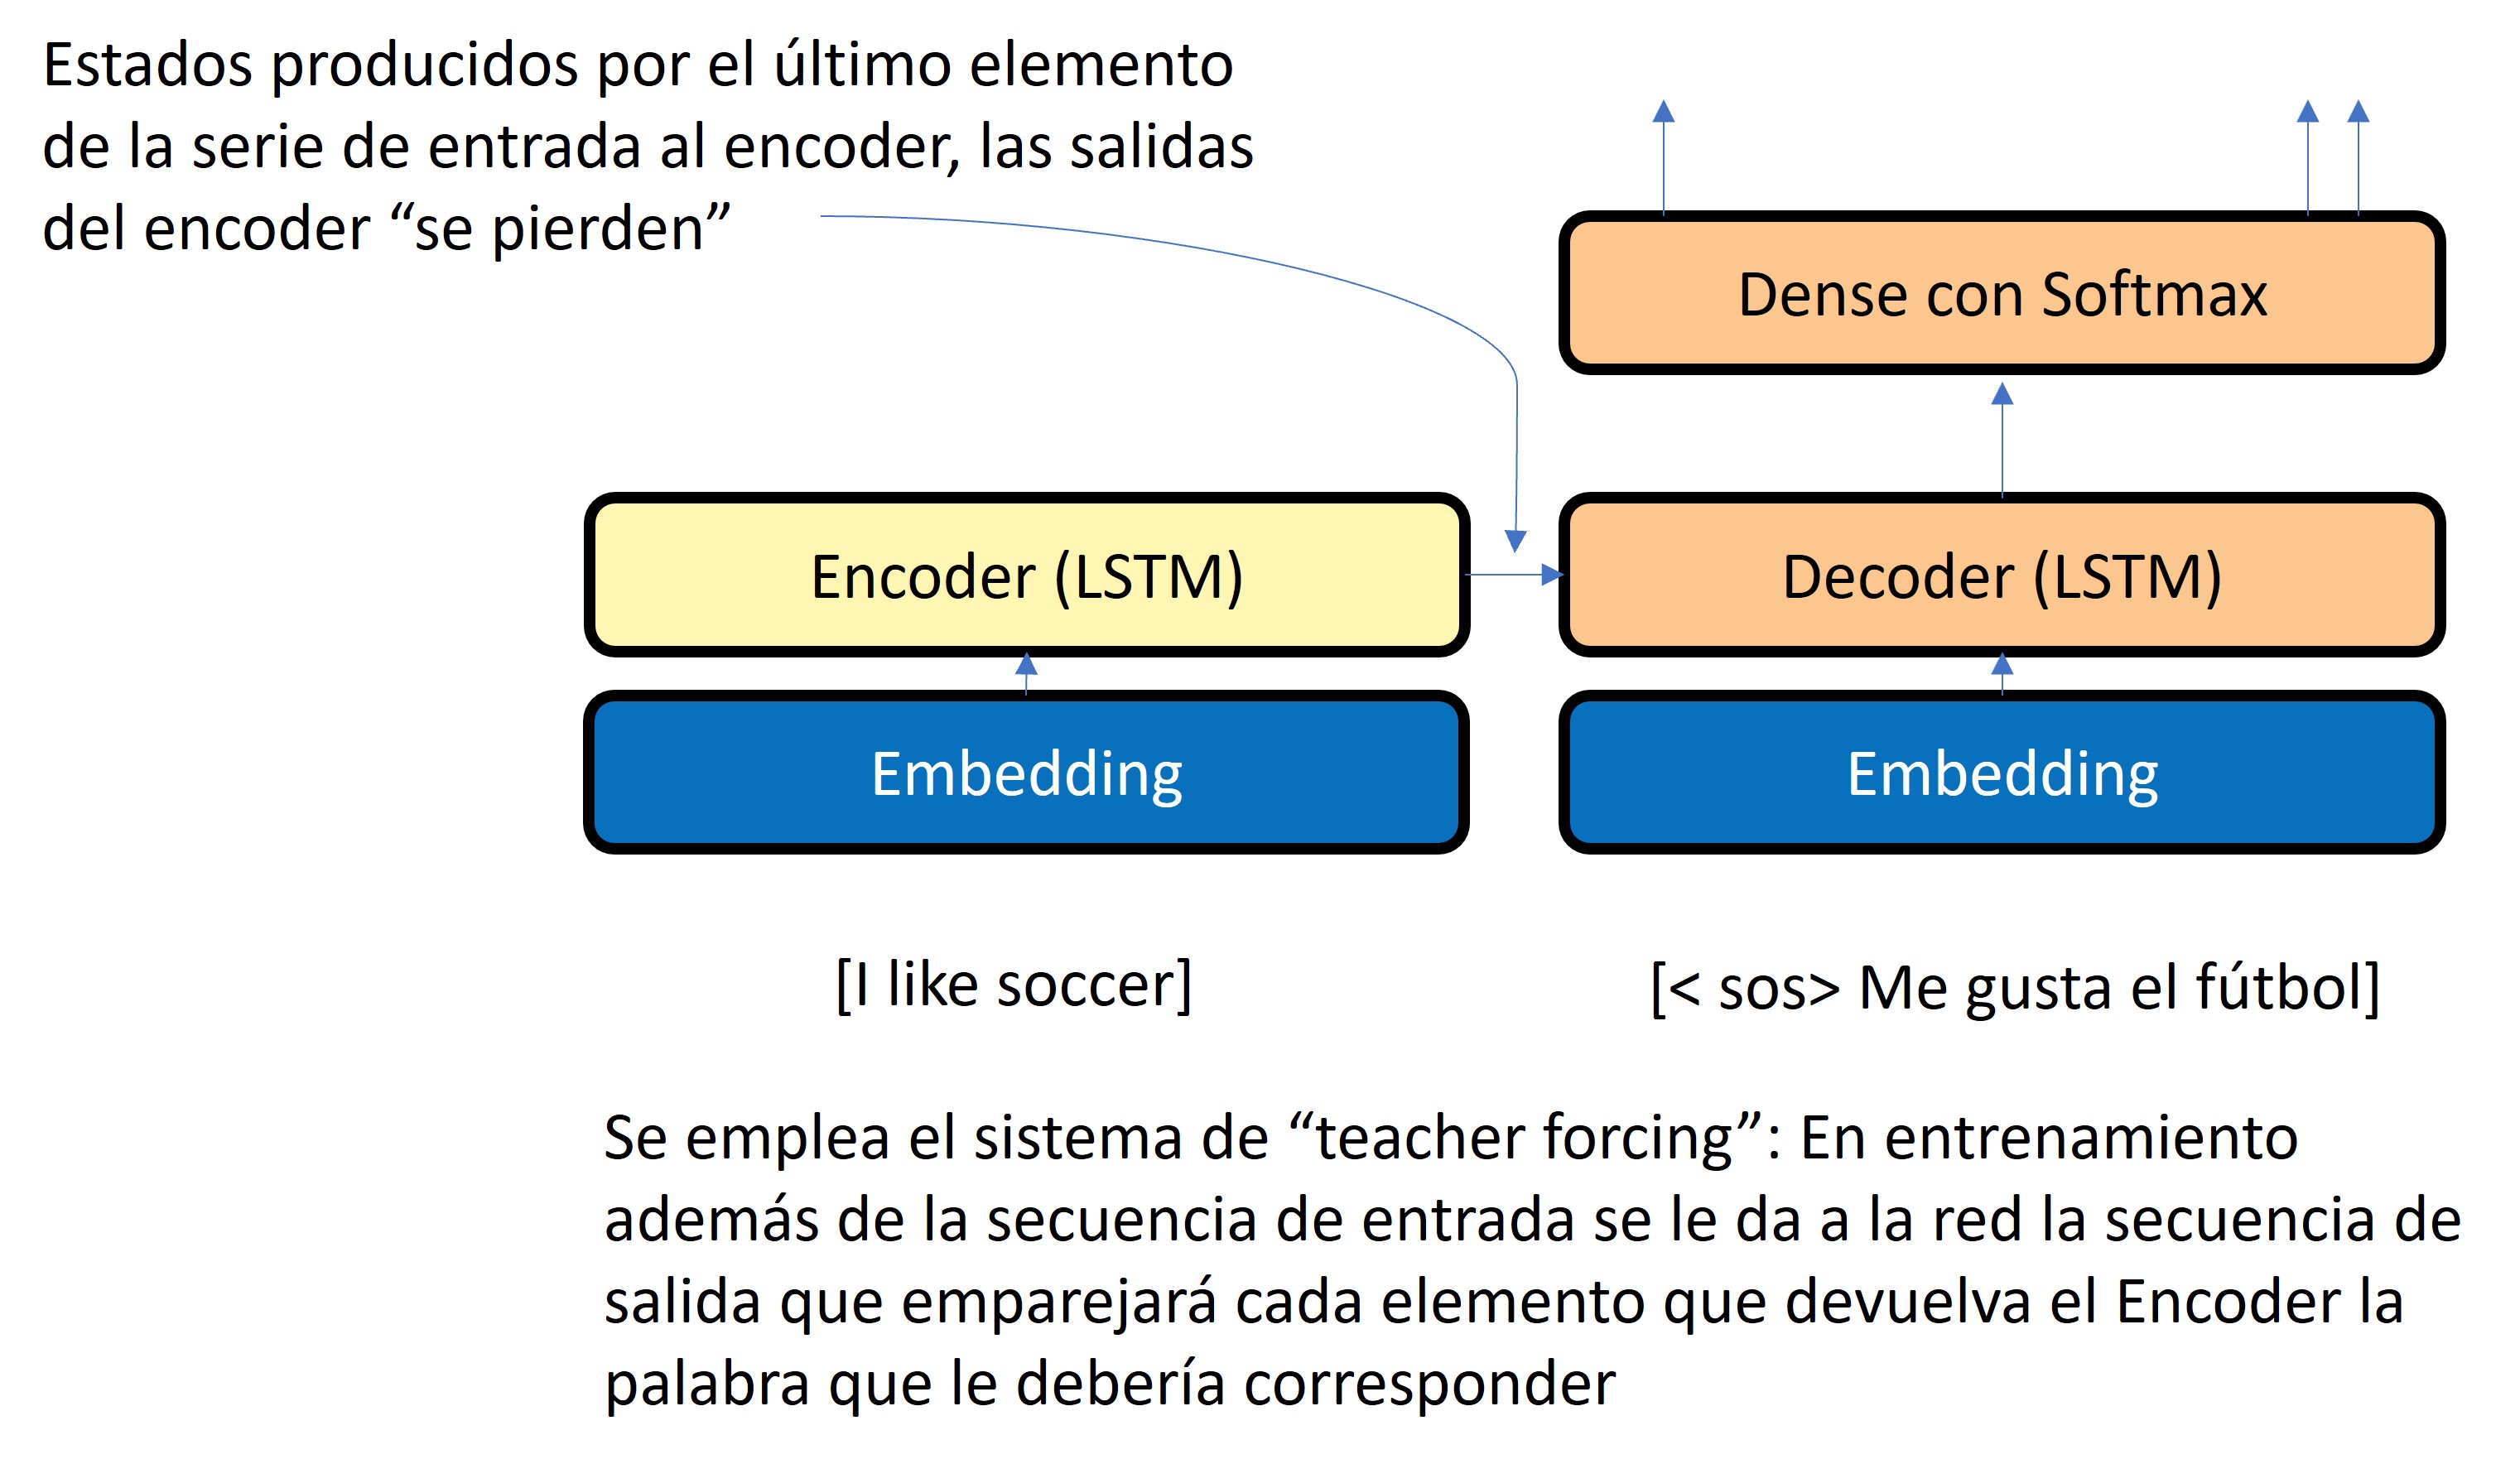 Estados producidos por el último elemento
de la serie de entrada al encoder, las salidas
del encoder “se pierden”
Dense con Softmax
Encoder (LSTM)
Decoder (LSTM)
Embedding
Embedding
[I like soccer]
[< sos> Me gusta el fútbol]
Se emplea el sistema de “teacher forcing”: En entrenamiento
además de la secuencia de entrada se le da a la red la secuencia de
salida que emparejará cada elemento que devuelva el Encoder la
palabra que le debería corresponder